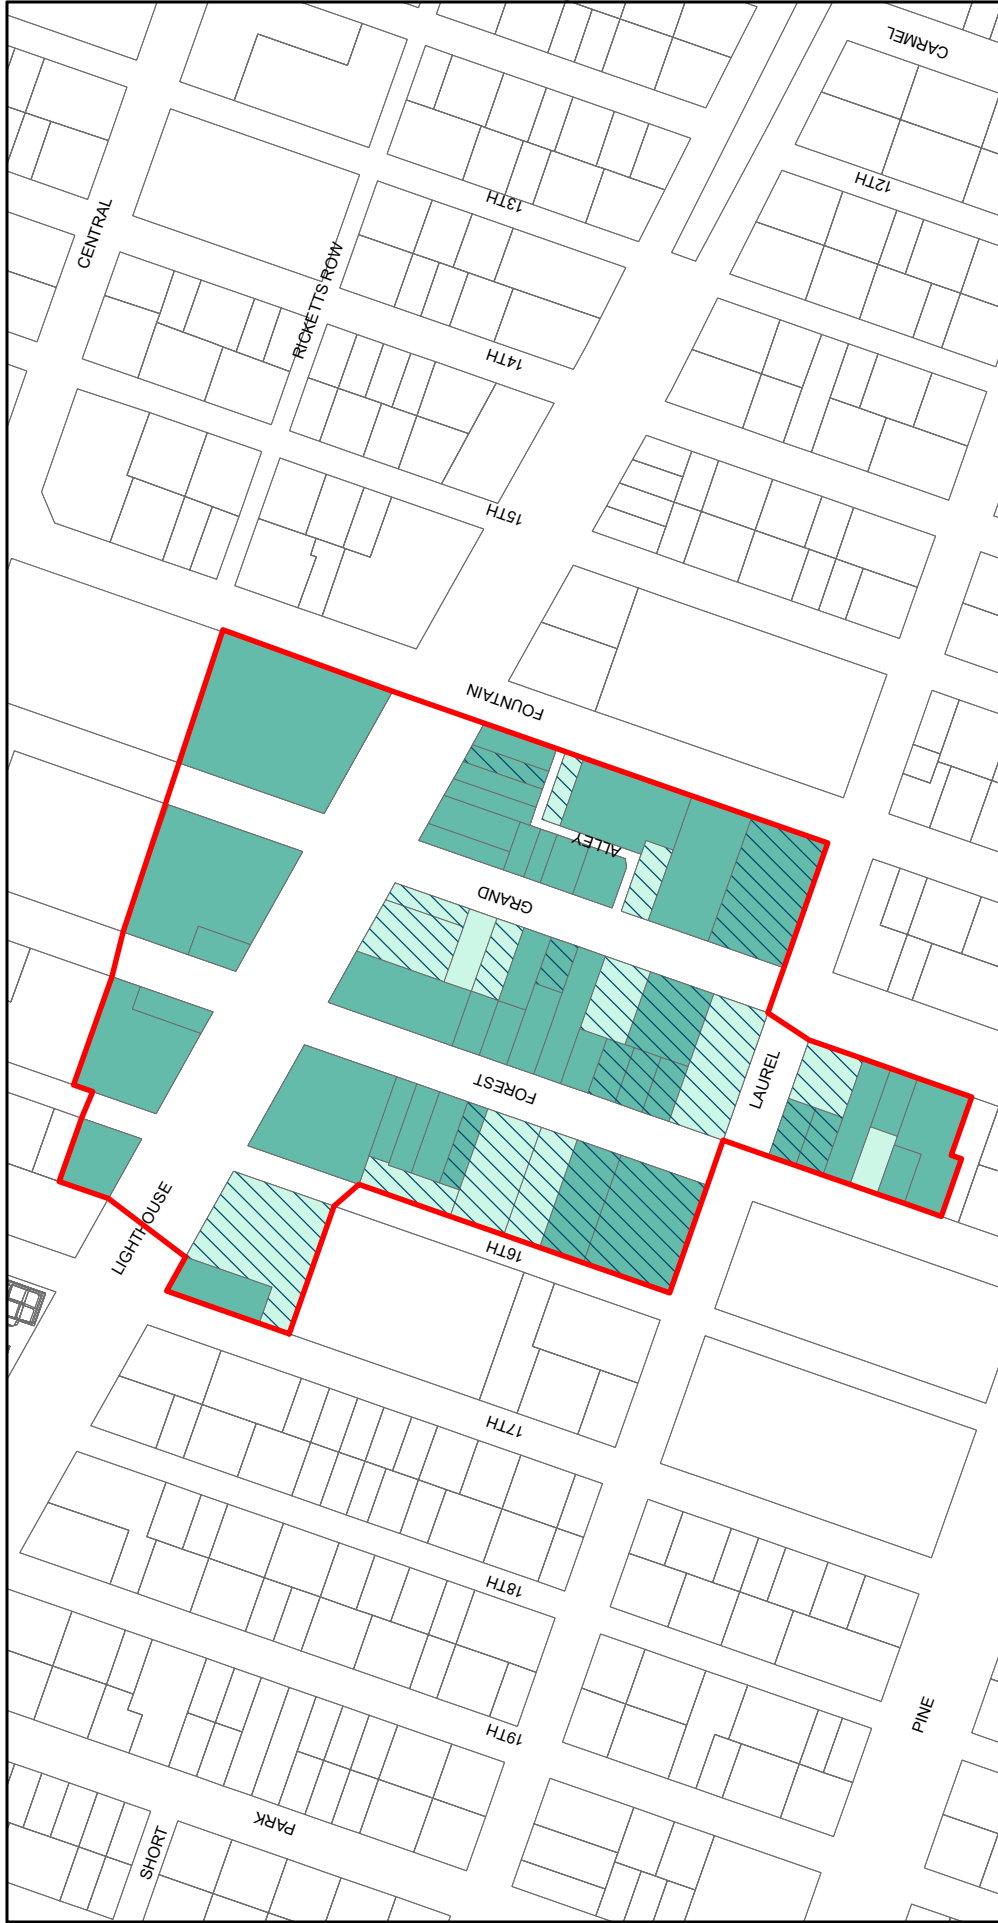 CARMEL
12TH
CENTRAL
13TH
RICKETTS ROW
14TH
15TH
FOUNTAIN
ALLEY
GRAND
LAUREL
FOREST
LIGHTHOUSE
16TH
17TH
18TH
19TH
PINE
PARK
SHORT